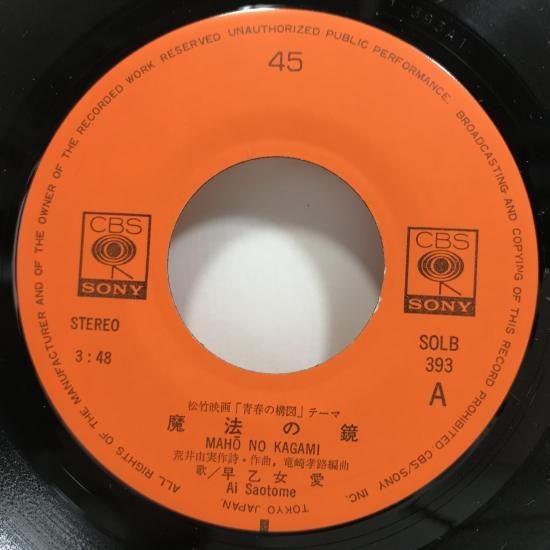 ALL RIGHTS OF THE MANUFACTURER AND OF THE OWNER OF THE RECORDED WORK RESERVED UNAUTHORIZED PUBLIC PERFORMANCE, BROADCASTING AND COPYING OF THIS RECORD PROHIBITED CBS/SONY INC.
TOKYO JAPAN
45
CBS
SONY
CBS
SONY
STEREO
3:48
SOLB
393
A
松竹映画「青春の構図」テーマ
魔法の鏡
MAHŌ NO KAGAMI
荒井由実作詩・作曲, 竜崎孝路編曲
歌/早乙女 愛
Ai Saotome